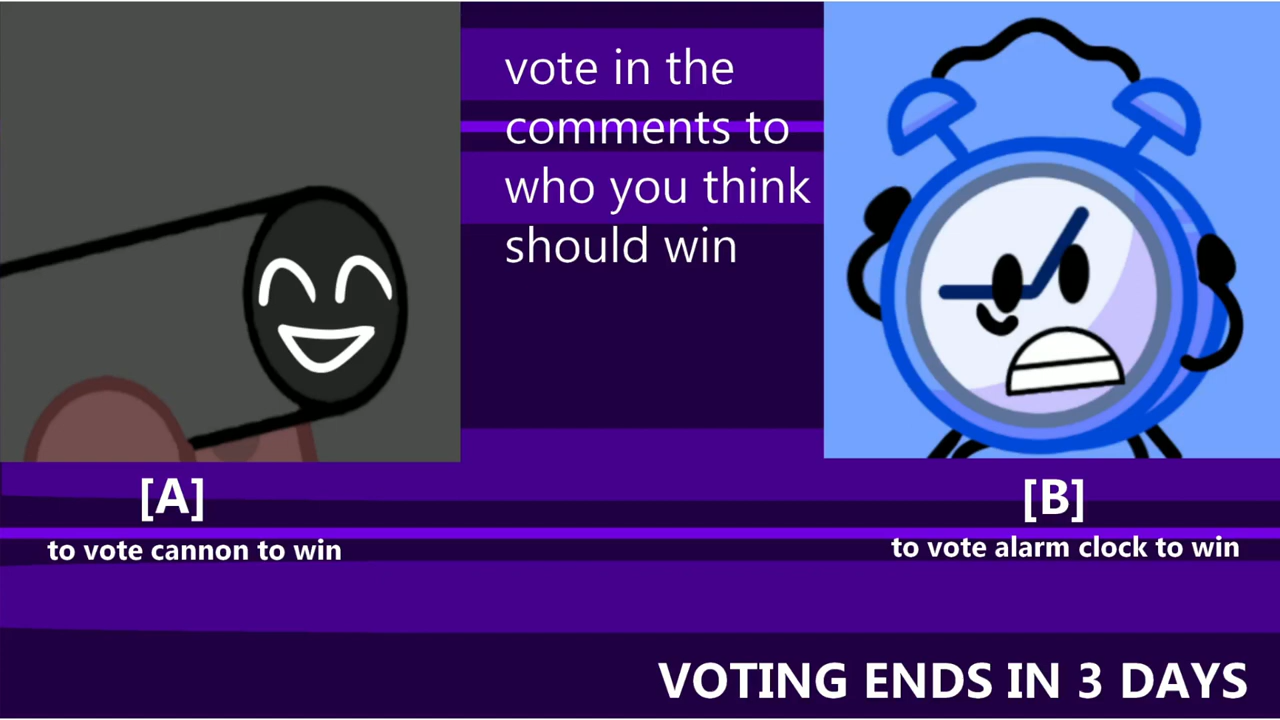 vote in the
comments to
who you think
should win
[A]
to vote cannon to win
[B]
to vote alarm clock to win
VOTING ENDS IN 3 DAYS